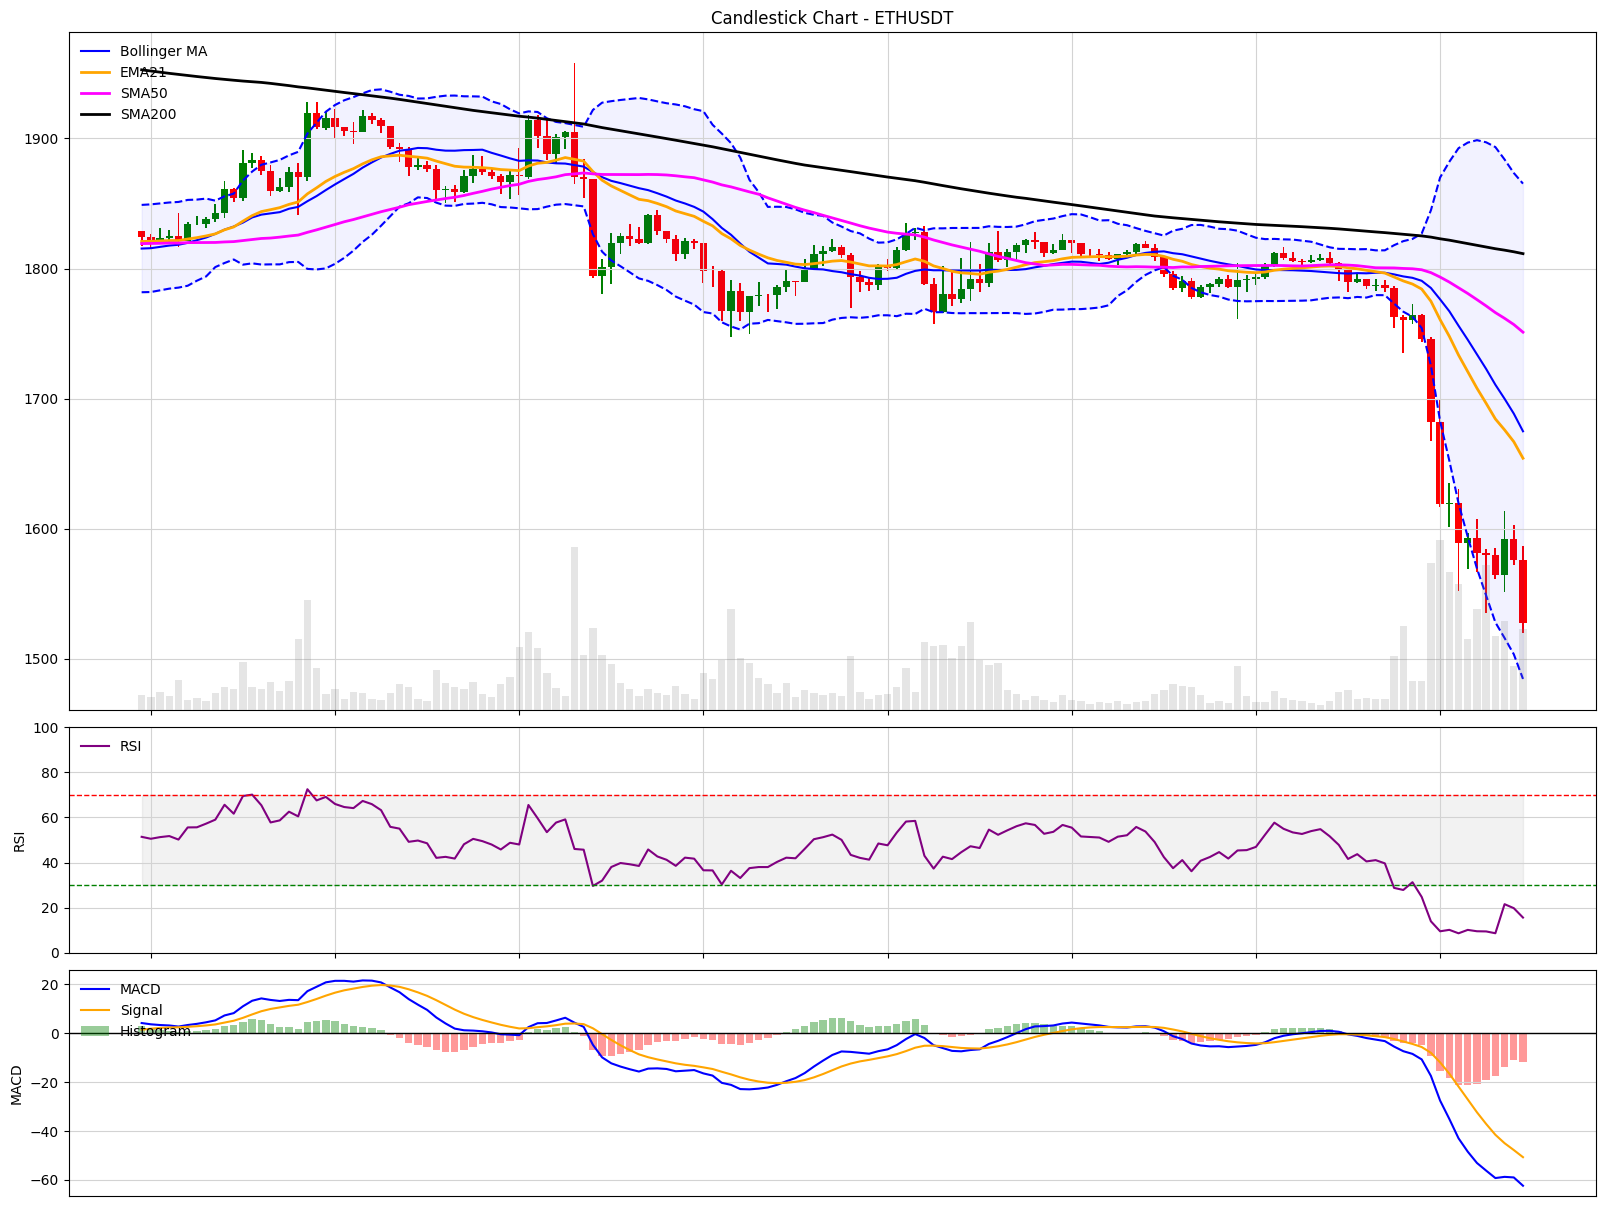 Candlestick Chart - ETHUSDT
Bollinger MA
EMA21
SMA50
SMA200
1900
1800
1700
1600
1500
RSI
100
80
60
40
20
0
RSI
MACD
Signal
Histogram
20
0
−20
−40
−60
MACD